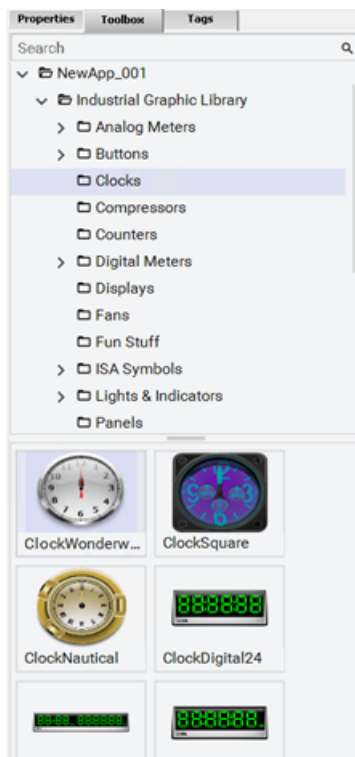 Properties Toolbox Tags
Search
NewApp_001
Industrial Graphic Library
Analog Meters
Buttons
Clocks
Compressors
Counters
Digital Meters
Displays
Fans
Fun Stuff
ISA Symbols
Lights & Indicators
Panels
ClockWonderw... ClockSquare
ClockNautical ClockDigital24